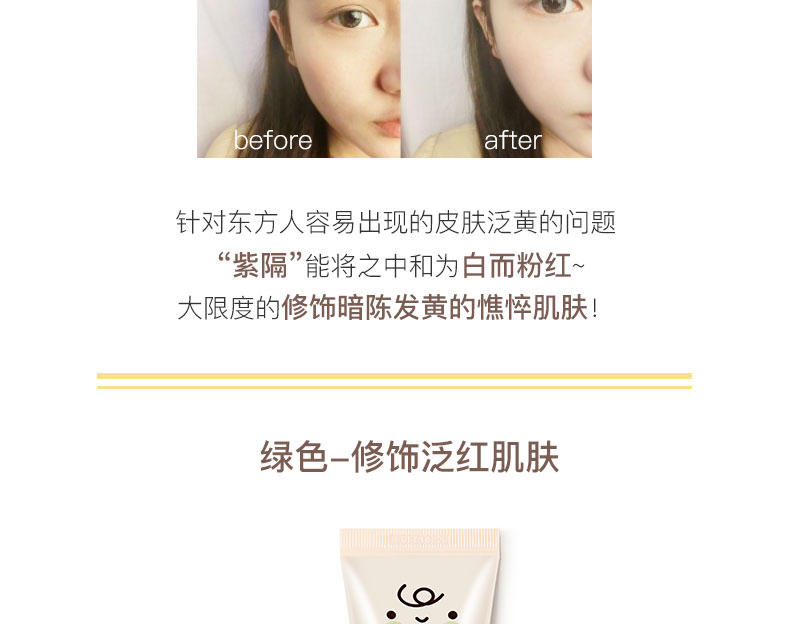 before after
针对东方人容易出现的皮肤泛黄的问题
“紫隔”能将之中和为白而粉红~
大限度的修饰暗陈发黄的憔悴肌肤！
绿色-修饰泛红肌肤